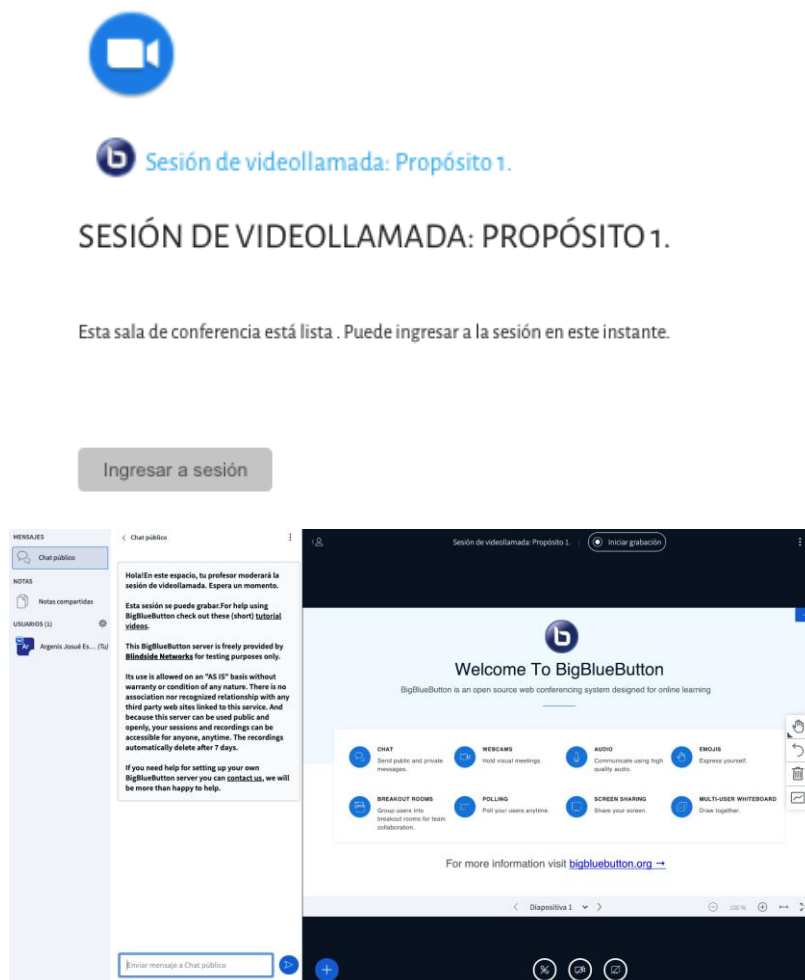 Sesión de videollamada: Propósito 1.
SESIÓN DE VIDEOLLAMADA: PROPÓSITO 1.
Esta sala de conferencia está lista . Puede ingresar a la sesión en este instante.
Ingresar a sesión
MENSAJES
Chat público
NOTAS
Notas compartidas
USUARIOS (1)
Ar
Argenis Josué Es... (Tú)
Chat público
Hola!En este espacio, tu profesor moderará la
sesión de videollamada. Espera un momento.
Esta sesión se puede grabar.For help using
BigBlueButton check out these (short) tutorial
videos.
This BigBlueButton server is freely provided by
Blindside Networks for testing purposes only.
Its use is allowed on an "AS IS" basis without
warranty or condition of any nature. There is no
association nor recognized relationship with any
third party web sites linked to this service. And
because this server can be used public and
openly, your sessions and recordings can be
accessible for anyone, anytime. The recordings
automatically delete after 7 days.
If you need help for setting up your own
BigBlueButton server you can contact us, we will
be more than happy to help.
Enviar mensaje a Chat público
Sesión de videollamada: Propósito 1.
Iniciar grabación
Welcome To BigBlueButton
BigBlueButton is an open source web conferencing system designed for online learning
CHAT
Send public and private
messages.
WEBCAMS
Hold visual meetings.
AUDIO
Communicate using high
quality audio.
EMOJIS
Express yourself.
BREAKOUT ROOMS
Group users into
breakout rooms for team
collaboration.
POLLING
Poll your users anytime.
SCREEN SHARING
Share your screen.
MULTI-USER WHITEBOARD
Draw together.
For more information visit bigbluebutton.org →
Diapositiva 1
100 %